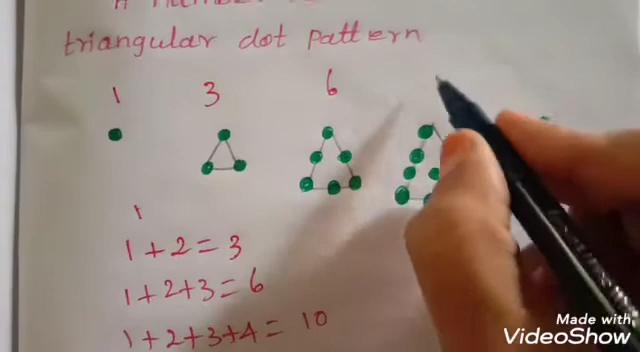 triangular dot pattern
1 3 6
1
1+2=3
1+2+3=6
1+2+3+4=10
Made with
VideoShow